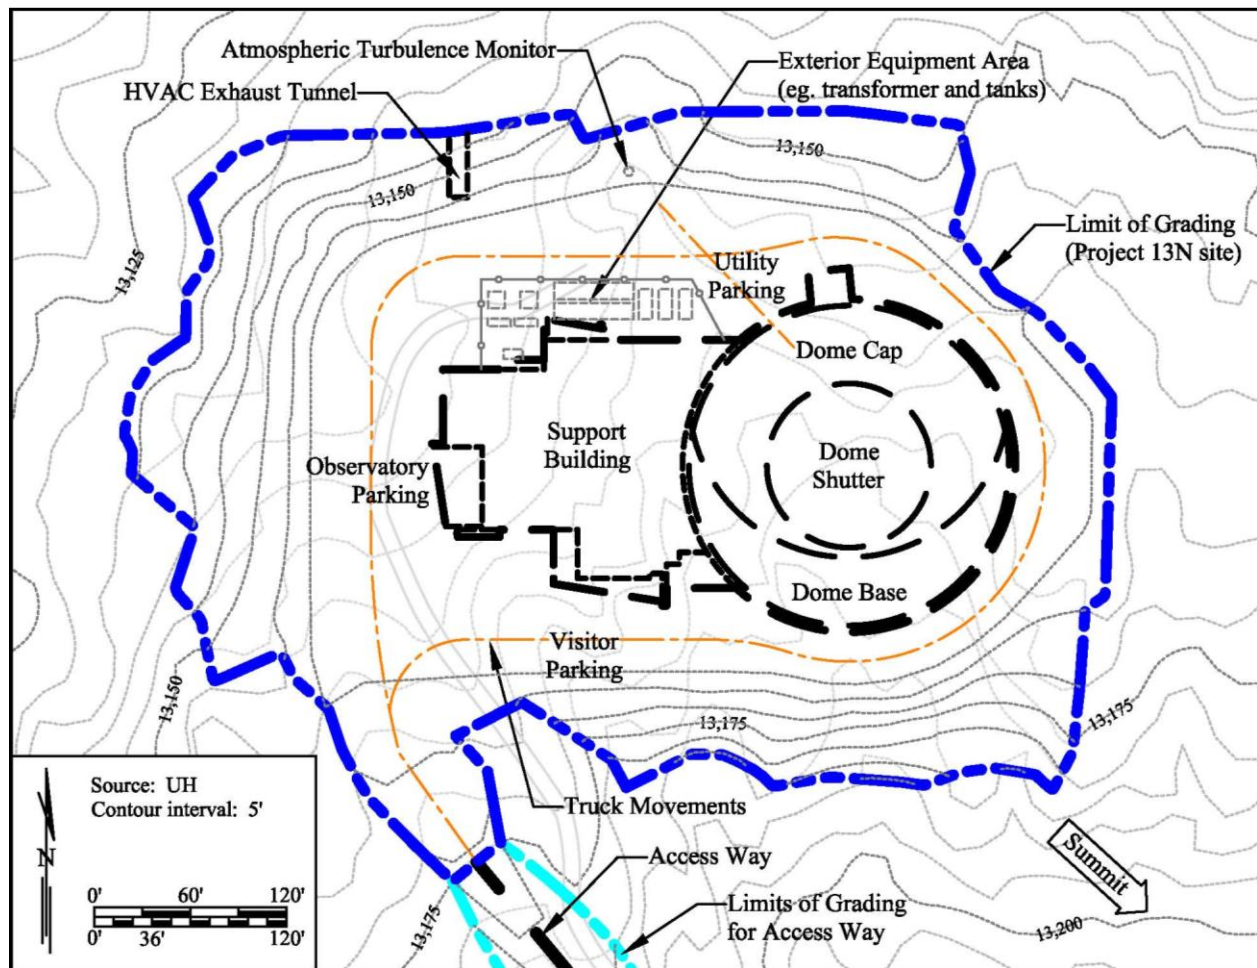 Atmospheric Turbulence Monitor
HVAC Exhaust Tunnel
Exterior Equipment Area
(eg. transformer and tanks)
13,150
13,150
13,125
Limit of Grading
(Project 13N site)
Utility
Parking
Dome Cap
Support
Building
Dome
Shutter
Observatory
Parking
Dome Base
Visitor
Parking
13,150
13,175
13,175
Source: UH
Contour interval: 5'
N
0' 60' 120'
0' 36' 120'
Truck Movements
Access Way
Summit
Limits of Grading
for Access Way
13,175
13,200